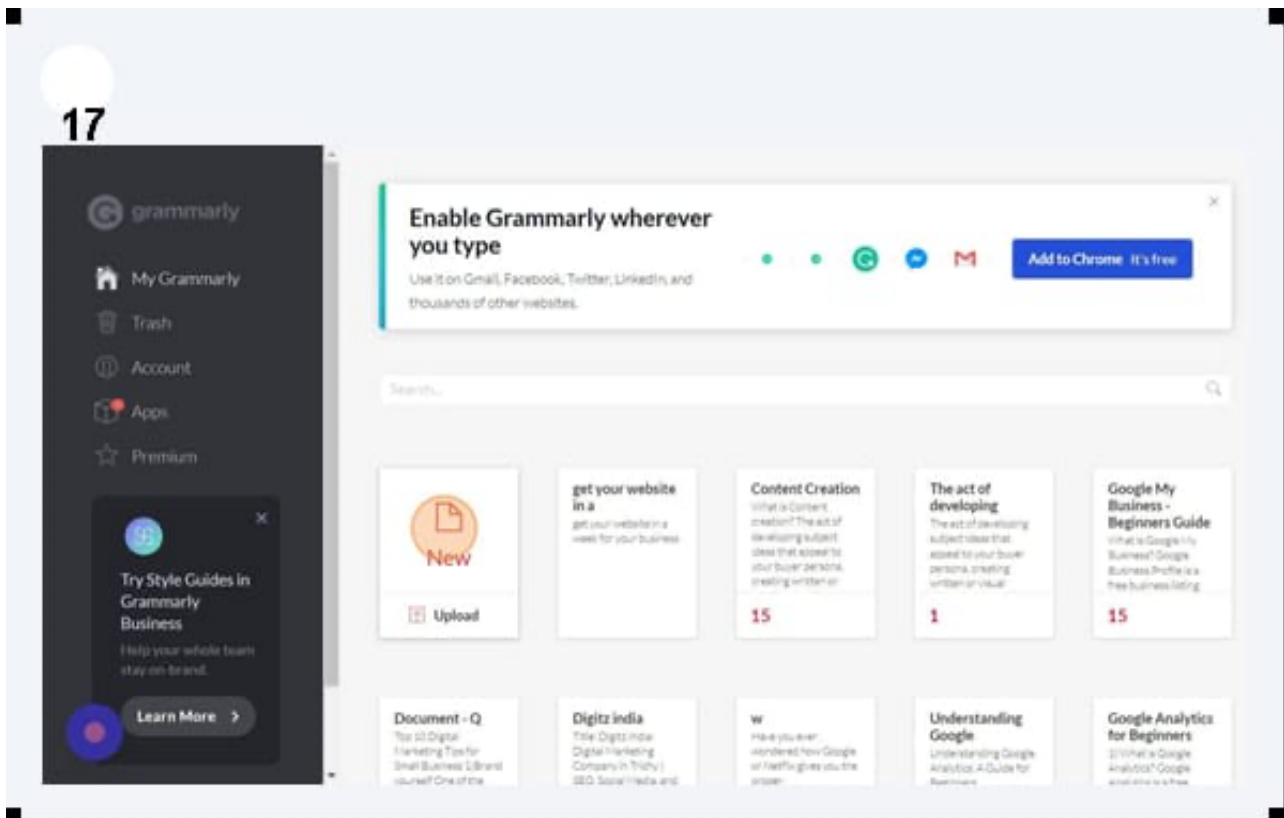 17
grammarly
My Grammarly
Trash
Account
Apps
Premium
Try Style Guides in
Grammarly
Business
Help your whole team
stay on-brand.
Learn More
Enable Grammarly wherever
you type
Use it on Gmail, Facebook, Twitter, LinkedIn, and
thousands of other websites.
Add to Chrome It's free
Search...
New
Upload
get your website
in a
get your website in a
week for your business
Content Creation
What is Content
creation? The act of
developing subject
ideas that appeal to
your buyer persona,
creating written or
15
The act of
developing
The act of developing
subject ideas that
appeal to your buyer
persona, creating
written or visual
1
Google My
Business -
Beginners Guide
What is Google My
Business? Google
Business Profile is a
free business listing
15
Document - Q
Top 10 Digital
Marketing Tips for
Small Business 1)Brand
yourself One of the
Digitz india
Title: Digitz India
Digital Marketing
Company in Trichy |
SEO, Social Media, and
w
Have you ever
wondered how Google
or Netflix gives you the
proper
Understanding
Google
Understanding Google
Analytics: A Guide for
Beginners
Google Analytics
for Beginners
1) What is Google
Analytics? Google
Analytics is a free